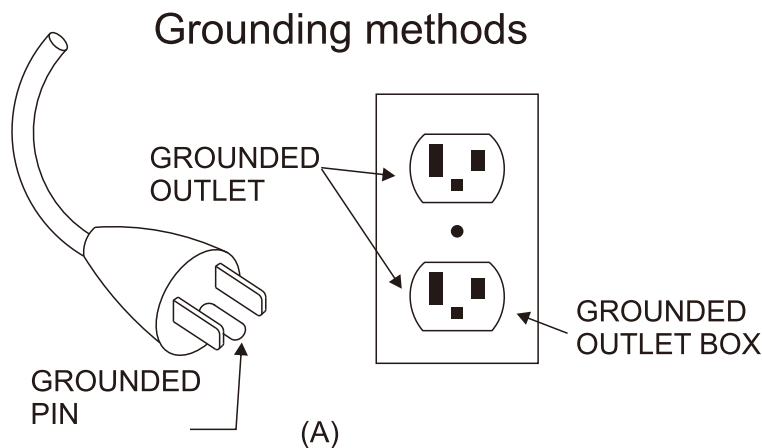 Grounding methods
GROUNDED
OUTLET
GROUNDED
OUTLET BOX
GROUNDED
PIN
(A)